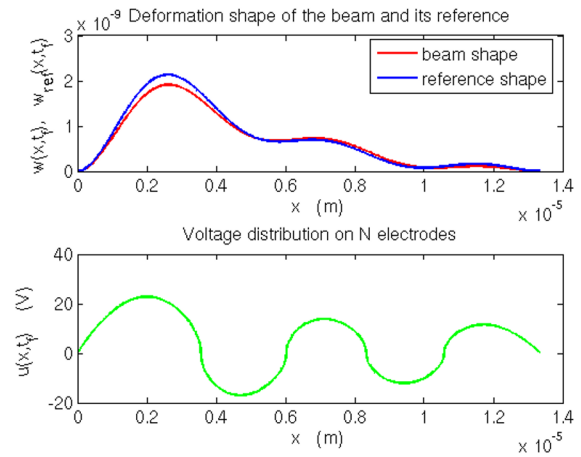 × 10⁻⁹ Deformation shape of the beam and its reference
w(x,t_f), w_ref(x,t_f)
3
2
1
0
beam shape
reference shape
0 0.2 0.4 0.6 0.8 1 1.2 1.4
x (m)
× 10⁻⁵
Voltage distribution on N electrodes
u(x,t_f) (V)
40
20
0
-20
0 0.2 0.4 0.6 0.8 1 1.2 1.4
x (m)
× 10⁻⁵